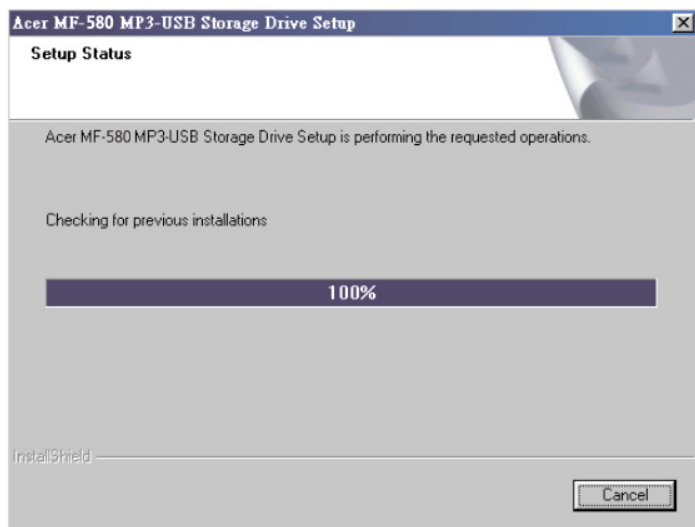 Acer MF-580 MP3-USB Storage Drive Setup
Setup Status
Acer MF-580 MP3-USB Storage Drive Setup is performing the requested operations.
Checking for previous installations
100%
InstallShield
Cancel